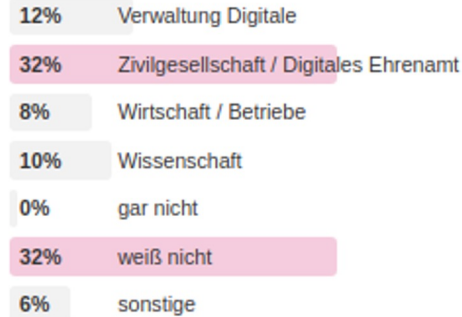 12% Verwaltung Digitale
32% Zivilgesellschaft / Digitales Ehrenamt
8% Wirtschaft / Betriebe
10% Wissenschaft
0% gar nicht
32% weiß nicht
6% sonstige